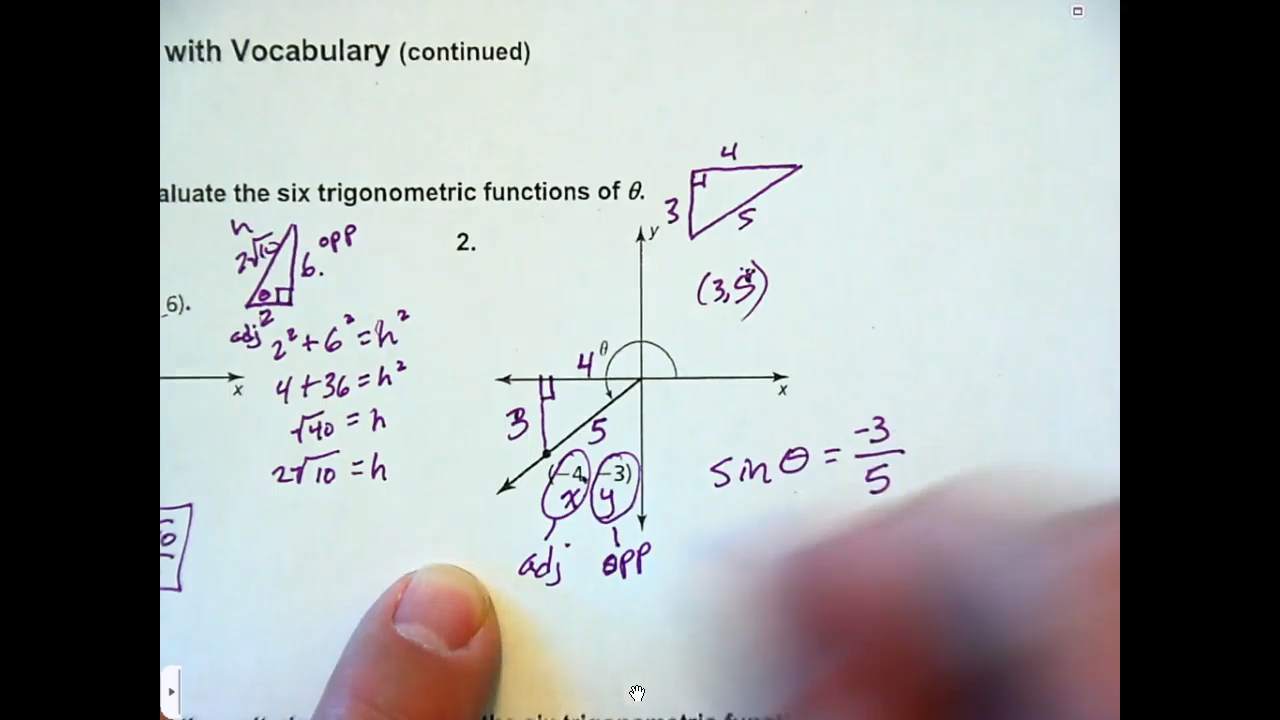 with Vocabulary (continued)
aluate the six trigonometric functions of θ.
h
2√10
6.
opp
θ
adj
2
6).
x
2² + 6² = h²
4 + 36 = h²
√40 = h
2√10 = h
2.
4
3
5
y
θ
4
x
3
5
(-4, -3)
x
y
adj
opp
sin θ = -3/5